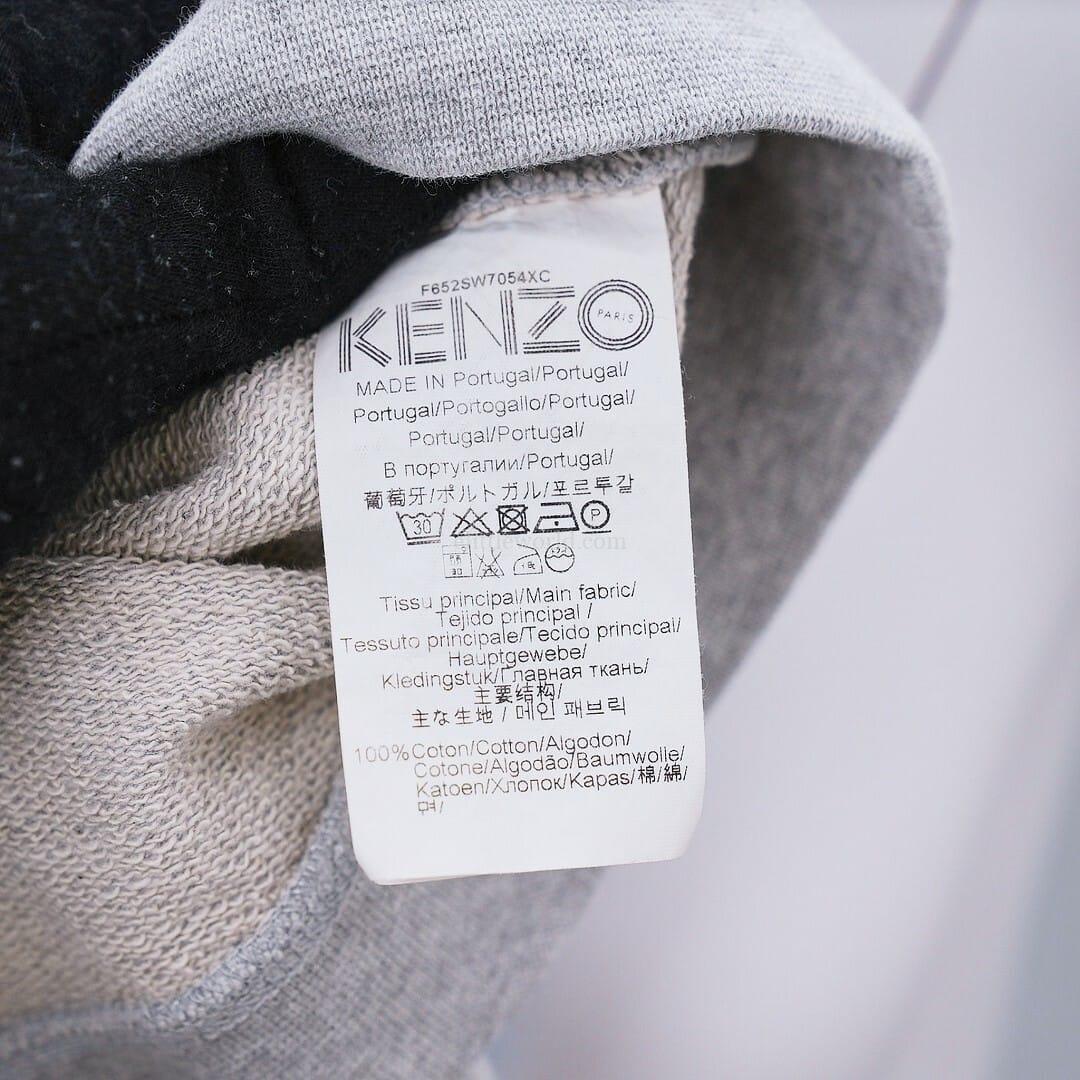 F652SW7054XC
KENZO
PARIS
MADE IN Portugal/Portugal/
Portugal/Portogallo/Portugal/
Portugal/Portugal/
В португалии/Portugal/
葡萄牙/ポルトガル/포르투갈
30
P
Tissu principal/Main fabric/
Tejido principal /
Tessuto principale/Tecido principal/
Hauptgewebe/
Kledingstuk/Главная ткань/
主要结构/
主な生地 / 메인 패브릭
100% Coton/Cotton/Algodon/
Cotone/Algodão/Baumwolle/
Katoen/Хлопок/Kapas/棉/綿/
면/